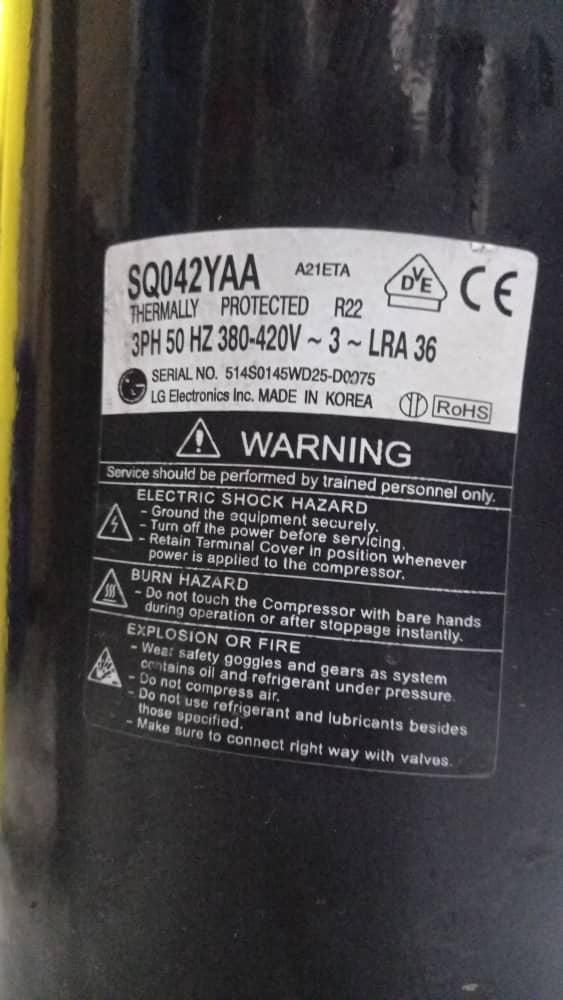 SQ042YAA A21ETA DVE CE
THERMALLY PROTECTED R22
3PH 50 HZ 380-420V ~ 3 ~ LRA 36
SERIAL NO. 514S0145WD25-D0075
LG Electronics Inc. MADE IN KOREA RoHS
WARNING
Service should be performed by trained personnel only.
ELECTRIC SHOCK HAZARD
- Ground the equipment securely.
- Turn off the power before servicing.
- Retain Terminal Cover in position whenever
power is applied to the compressor.
BURN HAZARD
- Do not touch the Compressor with bare hands
during operation or after stoppage instantly.
EXPLOSION OR FIRE
- Wear safety goggles and gears as system
contains oil and refrigerant under pressure.
- Do not compress air.
- Do not use refrigerant and lubricants besides
those specified.
- Make sure to connect right way with valves.